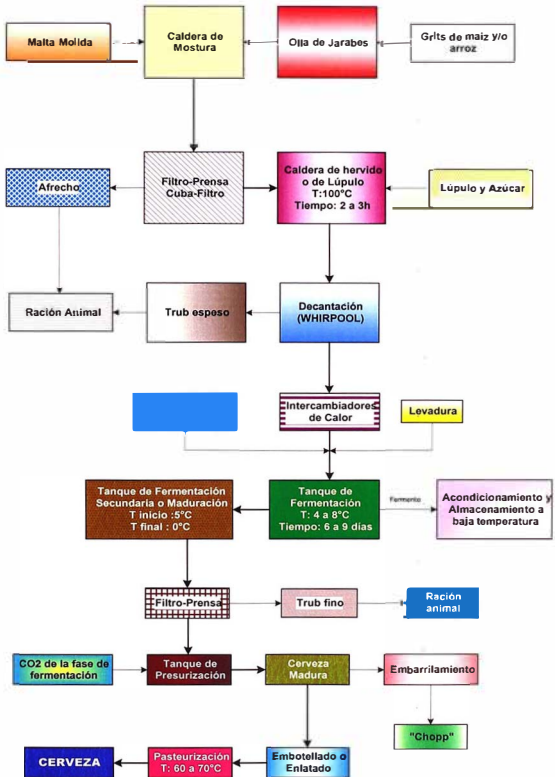 Malta Molida
Caldera de
Mostura
Olla de Jarabes
Grits de maiz y/o
arroz
Afrecho
Filtro-Prensa
Cuba-Filtro
Caldera de hervido
o de Lúpulo
T:100°C
Tiempo: 2 a 3h
Lúpulo y Azúcar
Ración Animal
Trub espeso
Decantación
(WHIRPOOL)
Intercambiadores
de Calor
Levadura
Tanque de Fermentación
Secundaria o Maduración
T inicio :5°C
T final : 0°C
Tanque de
Fermentación
T: 4 a 8°C
Tiempo: 6 a 9 días
Fermento
Acondicionamiento y
Almacenamiento a
baja temperatura
Filtro-Prensa
Trub fino
Ración
animal
CO2 de la fase de
fermentación
Tanque de
Presurización
Cerveza
Madura
Embarrilamiento
"Chopp"
CERVEZA
Pasteurización
T: 60 a 70°C
Embotellado o
Enlatado